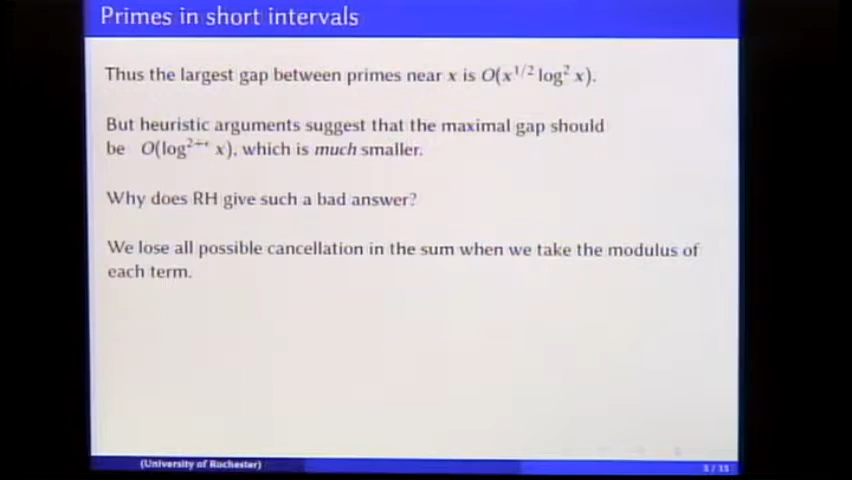 Primes in short intervals
Thus the largest gap between primes near x is O(x^{1/2} log² x).
But heuristic arguments suggest that the maximal gap should
be O(log^{2+ε} x), which is much smaller.
Why does RH give such a bad answer?
We lose all possible cancellation in the sum when we take the modulus of
each term.
(University of Rochester)